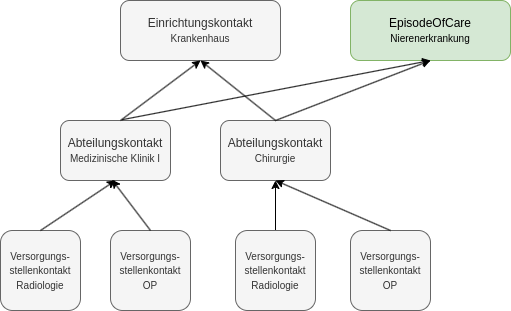 Einrichtungskontakt
Krankenhaus
EpisodeOfCare
Nierenerkrankung
Abteilungskontakt
Medizinische Klinik I
Abteilungskontakt
Chirurgie
Versorgungs-
stellenkontakt
Radiologie
Versorgungs-
stellenkontakt
OP
Versorgungs-
stellenkontakt
Radiologie
Versorgungs-
stellenkontakt
OP